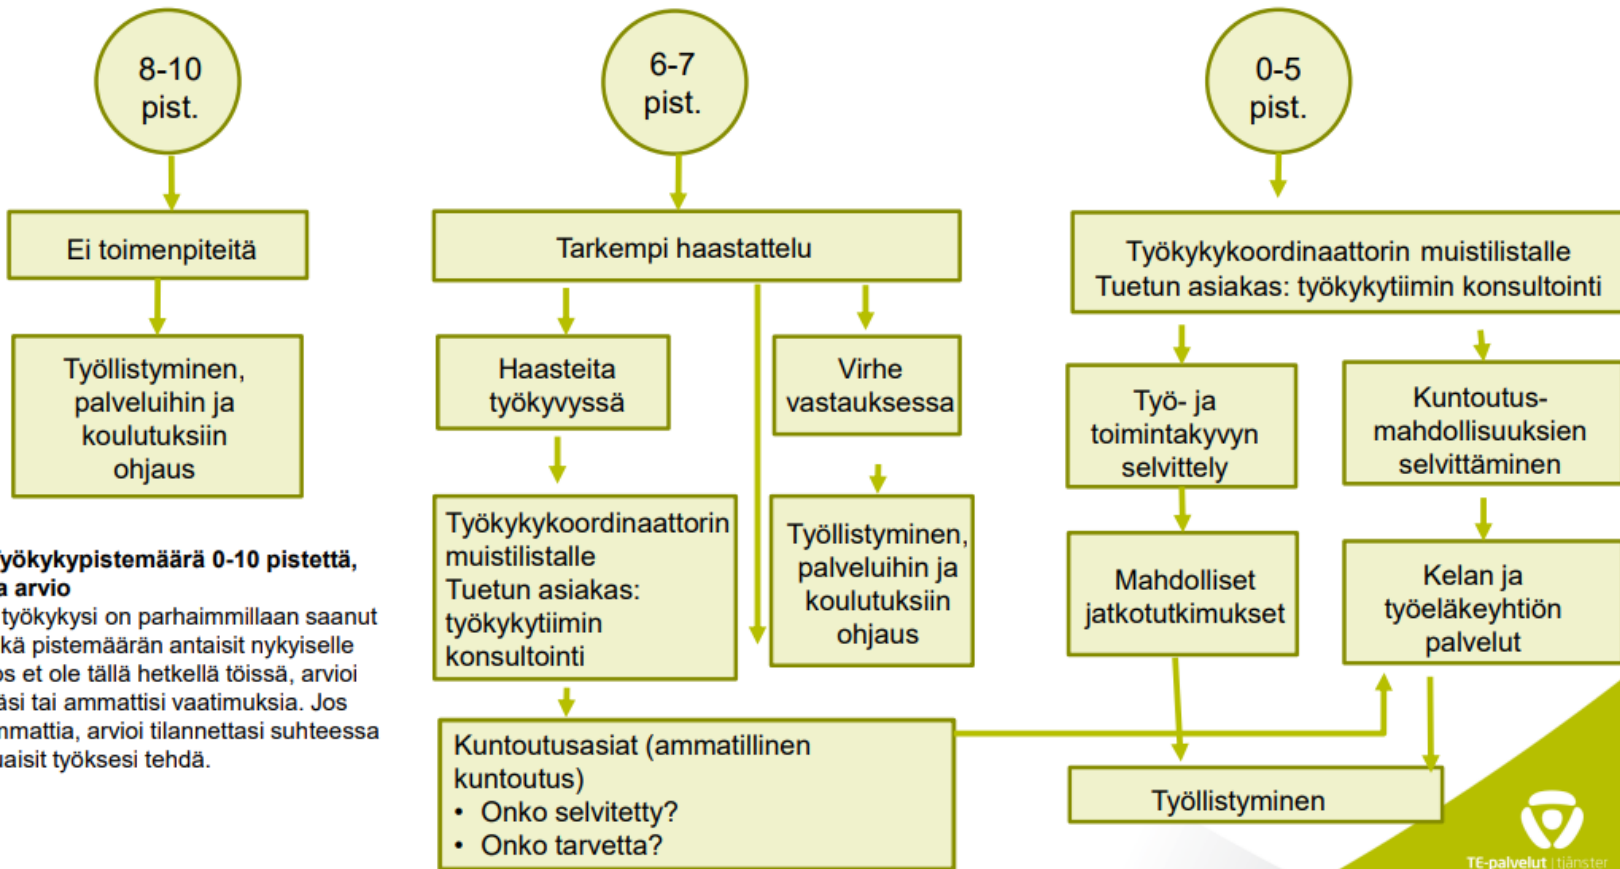 8-10
pist.
Ei toimenpiteitä
Työllistyminen,
palveluihin ja
koulutuksiin
ohjaus
yökykypistemäärä 0-10 pistettä,
a arvio
työkykysi on parhaimmillaan saanut
kä pistemäärän antaisit nykyiselle
os et ole tällä hetkellä töissä, arvioi
äsi tai ammattisi vaatimuksia. Jos
mmattia, arvioi tilannettasi suhteessa
uaisit työksesi tehdä.
6-7
pist.
Tarkempi haastattelu
Haasteita
työkyvyssä
Virhe
vastauksessa
Työkykykoordinaattorin
muistilistalle
Tuetun asiakas:
työkykytiimin
konsultointi
Työllistyminen,
palveluihin ja
koulutuksiin
ohjaus
Kuntoutusasiat (ammatillinen
kuntoutus)
• Onko selvitetty?
• Onko tarvetta?
0-5
pist.
Työkykykoordinaattorin muistilistalle
Tuetun asiakas: työkykytiimin konsultointi
Työ- ja
toimintakyvyn
selvittely
Kuntoutus-
mahdollisuuksien
selvittäminen
Mahdolliset
jatkotutkimukset
Kelan ja
työeläkeyhtiön
palvelut
Työllistyminen
TE-palvelut | tjänster